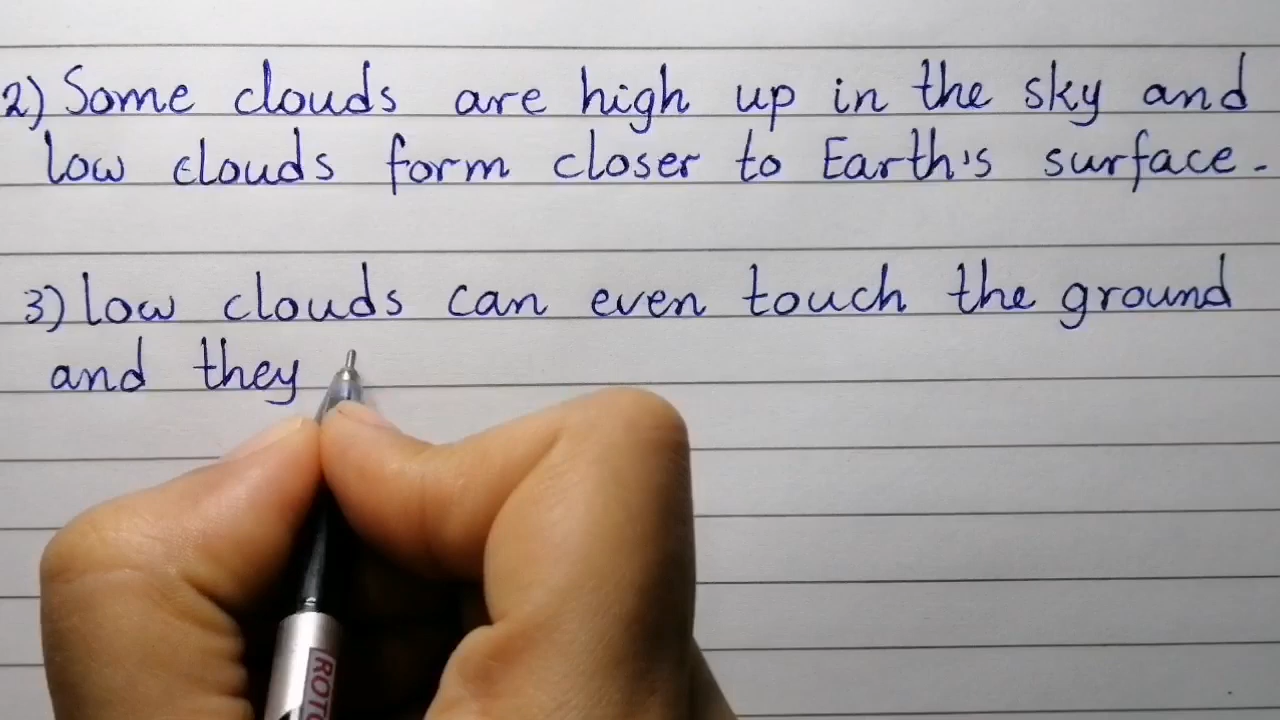 2) Some clouds are high up in the sky and
low clouds form closer to Earth's surface.
3) low clouds can even touch the ground
and they
ROTO